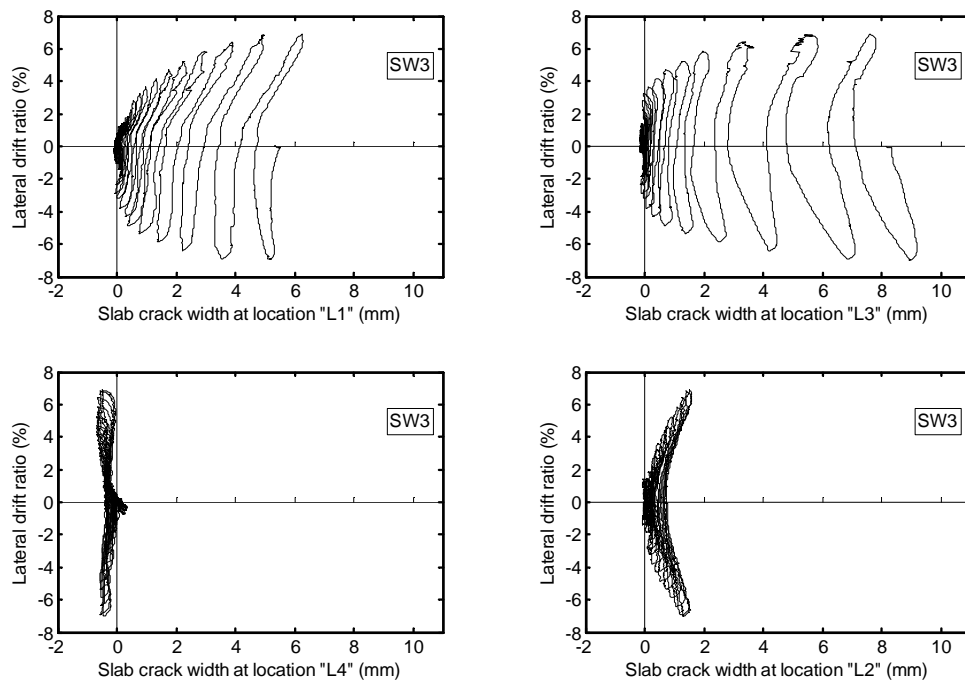 8
6
4
2
0
-2
-4
-6
-8
Lateral drift ratio (%)
SW3
-2 0 2 4 6 8 10
Slab crack width at location "L1" (mm)
8
6
4
2
0
-2
-4
-6
-8
Lateral drift ratio (%)
SW3
-2 0 2 4 6 8 10
Slab crack width at location "L3" (mm)
8
6
4
2
0
-2
-4
-6
-8
Lateral drift ratio (%)
SW3
-2 0 2 4 6 8 10
Slab crack width at location "L4" (mm)
8
6
4
2
0
-2
-4
-6
-8
Lateral drift ratio (%)
SW3
-2 0 2 4 6 8 10
Slab crack width at location "L2" (mm)